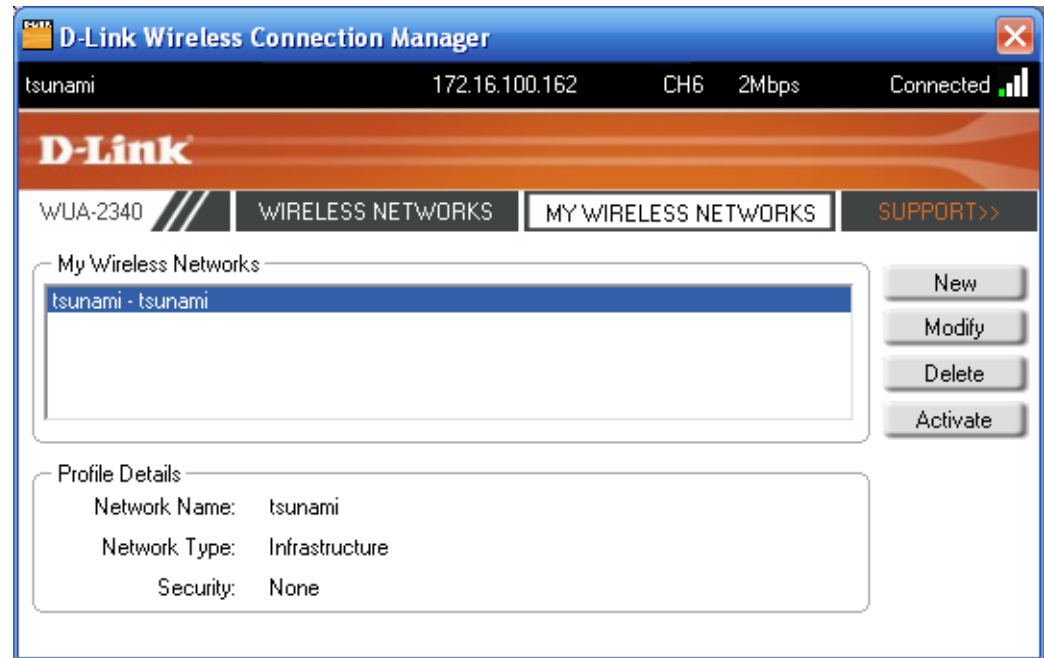 D-Link Wireless Connection Manager
tsunami 172.16.100.162 CH6 2Mbps Connected
D-Link
WUA-2340 WIRELESS NETWORKS MY WIRELESS NETWORKS SUPPORT>>
My Wireless Networks
tsunami - tsunami
New
Modify
Delete
Activate
Profile Details
Network Name: tsunami
Network Type: Infrastructure
Security: None